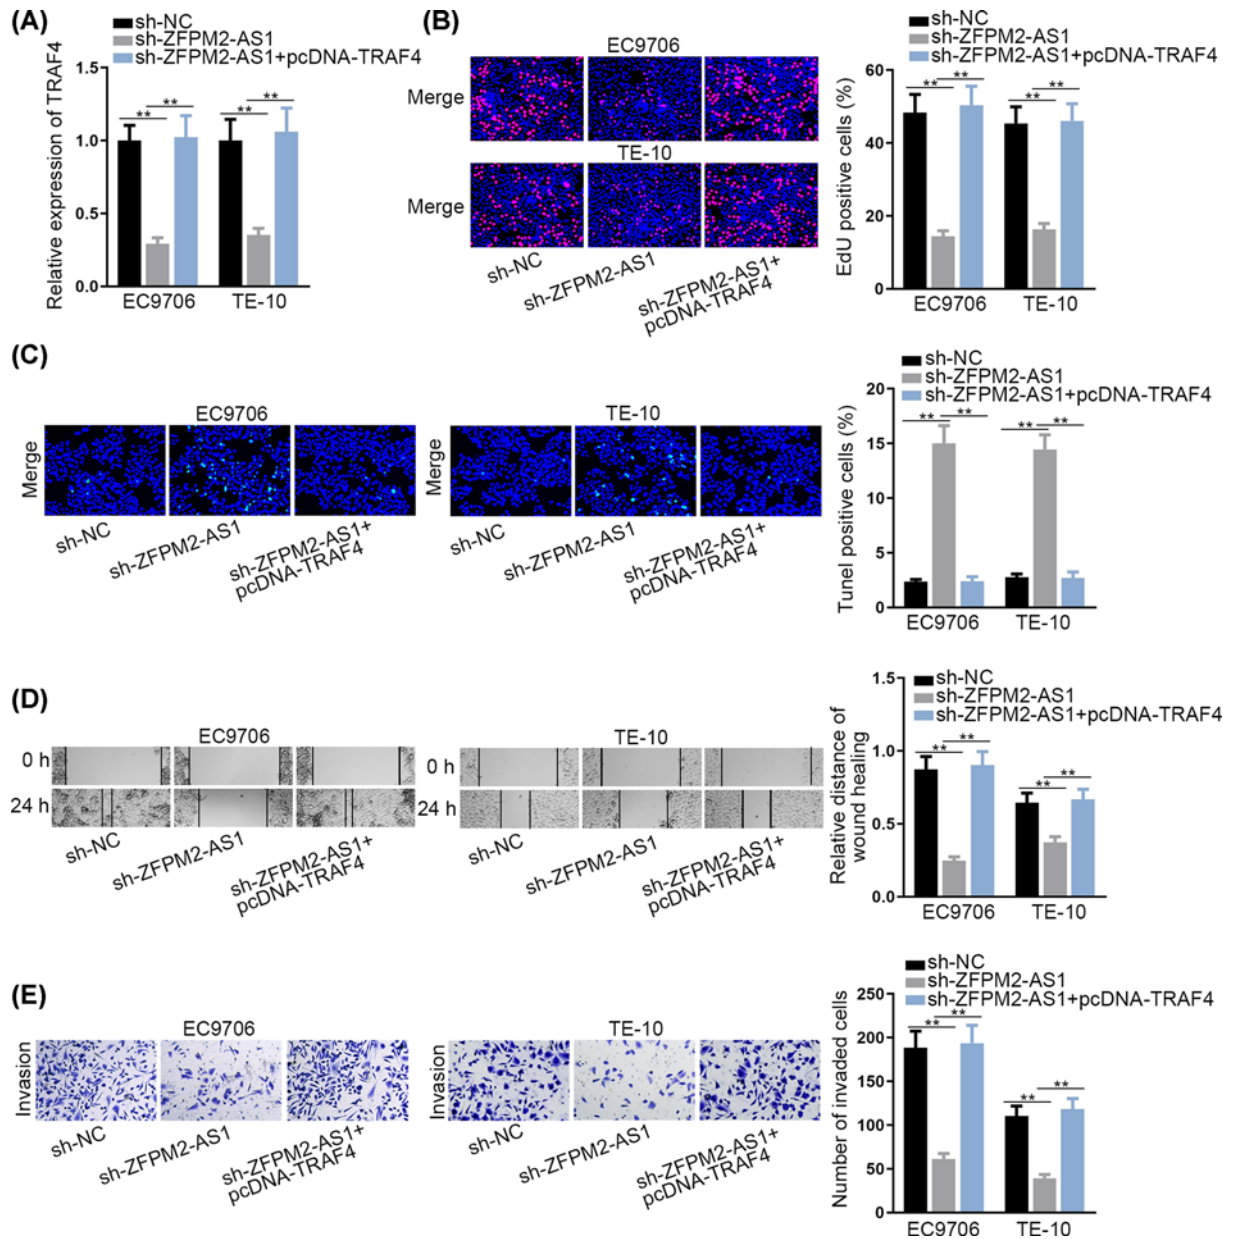 (A)
sh-NC
sh-ZFPM2-AS1
sh-ZFPM2-AS1+pcDNA-TRAF4
Relative expression of TRAF4
1.5
1.0
0.5
0.0
** ** ** **
EC9706 TE-10
(B)
EC9706
Merge
TE-10
Merge
sh-NC
sh-ZFPM2-AS1
sh-ZFPM2-AS1+
pcDNA-TRAF4
sh-NC
sh-ZFPM2-AS1
sh-ZFPM2-AS1+pcDNA-TRAF4
EdU positive cells (%)
60
40
20
0
** ** ** **
EC9706 TE-10
(C)
EC9706
Merge
sh-NC
sh-ZFPM2-AS1
sh-ZFPM2-AS1+
pcDNA-TRAF4
TE-10
Merge
sh-NC
sh-ZFPM2-AS1
sh-ZFPM2-AS1+
pcDNA-TRAF4
sh-NC
sh-ZFPM2-AS1
sh-ZFPM2-AS1+pcDNA-TRAF4
Tunel positive cells (%)
20
15
10
5
0
** ** ** **
EC9706 TE-10
(D)
EC9706
0 h
24 h
sh-NC
sh-ZFPM2-AS1
sh-ZFPM2-AS1+
pcDNA-TRAF4
TE-10
0 h
24 h
sh-NC
sh-ZFPM2-AS1
sh-ZFPM2-AS1+
pcDNA-TRAF4
sh-NC
sh-ZFPM2-AS1
sh-ZFPM2-AS1+pcDNA-TRAF4
Relative distance of
wound healing
1.5
1.0
0.5
0.0
** ** ** **
EC9706 TE-10
(E)
EC9706
Invasion
sh-NC
sh-ZFPM2-AS1
sh-ZFPM2-AS1+
pcDNA-TRAF4
TE-10
Invasion
sh-NC
sh-ZFPM2-AS1
sh-ZFPM2-AS1+
pcDNA-TRAF4
sh-NC
sh-ZFPM2-AS1
sh-ZFPM2-AS1+pcDNA-TRAF4
Number of invaded cells
250
200
150
100
50
0
** ** ** **
EC9706 TE-10